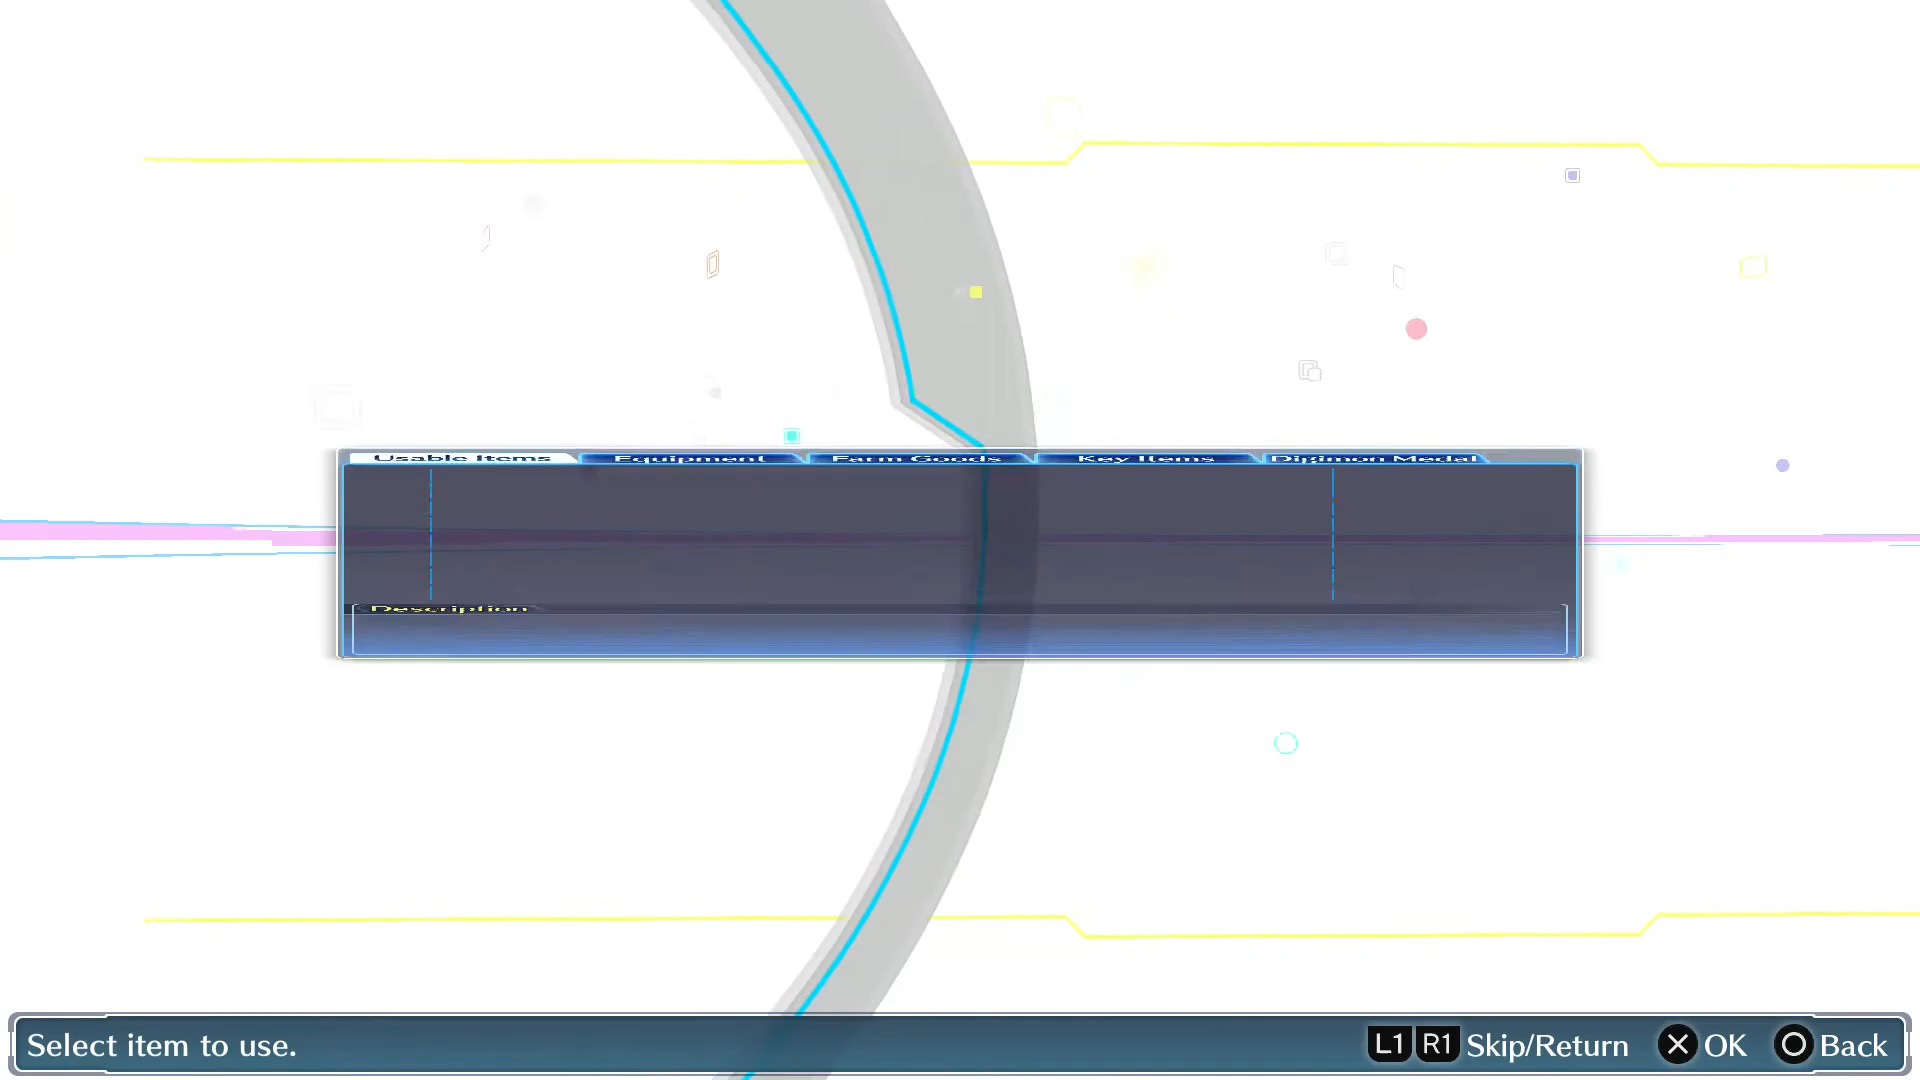 Usable Items Equipment Farm Goods Key Items Digimon Medal
Description
Select item to use. L1 R1 Skip/Return OK Back